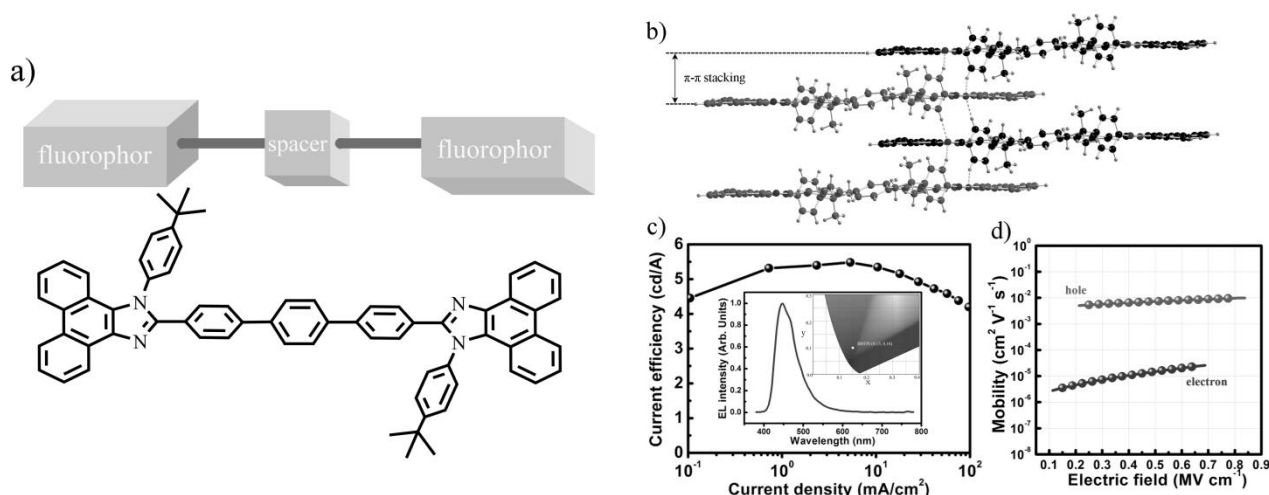 a)
fluorophor
spacer
fluorophor
N
N
N
N
b)
π-π stacking
c)
Current efficiency (cd/A)
6
5
4
3
2
1
0
10⁻¹
10⁰
10¹
10²
Current density (mA/cm²)
EL intensity (Arb. Units)
1.0
0.8
0.6
0.4
0.2
0.0
400
500
600
700
800
Wavelength (nm)
y
X
d)
Mobility (cm² V⁻¹ s⁻¹)
10⁰
10⁻¹
10⁻²
10⁻³
10⁻⁴
10⁻⁵
10⁻⁶
10⁻⁷
10⁻⁸
hole
electron
0.1 0.2 0.3 0.4 0.5 0.6 0.7 0.8 0.9
Electric field (MV cm⁻¹)